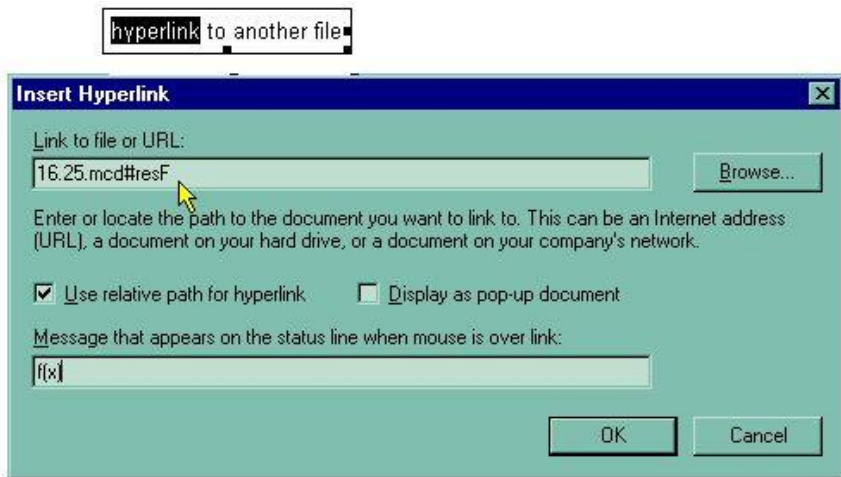 hyperlink to another file
Insert Hyperlink
Link to file or URL:
16.25.mcd#resF
Browse...
Enter or locate the path to the document you want to link to. This can be an Internet address
(URL), a document on your hard drive, or a document on your company's network.
Use relative path for hyperlink
Display as pop-up document
Message that appears on the status line when mouse is over link:
f(x)
OK
Cancel